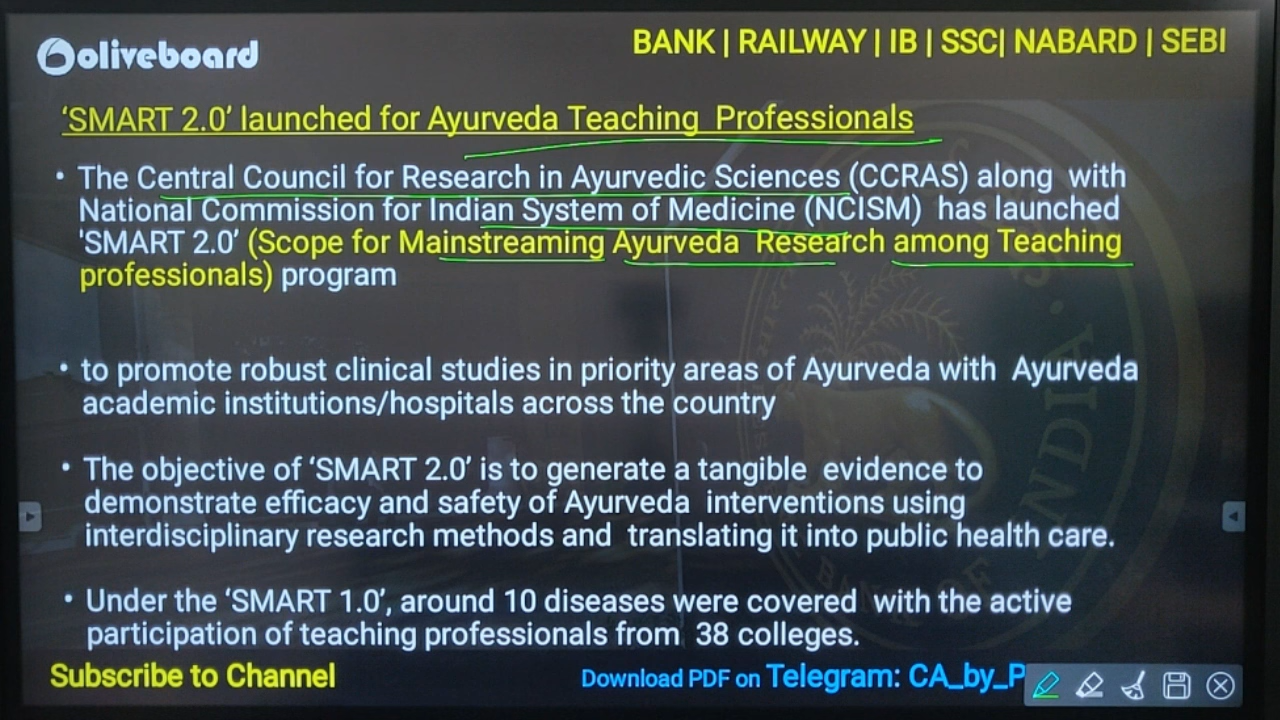 oliveboard
BANK | RAILWAY | IB | SSC| NABARD | SEBI
‘SMART 2.0’ launched for Ayurveda Teaching Professionals
• The Central Council for Research in Ayurvedic Sciences (CCRAS) along with
National Commission for Indian System of Medicine (NCISM) has launched
'SMART 2.0’ (Scope for Mainstreaming Ayurveda Research among Teaching
professionals) program
• to promote robust clinical studies in priority areas of Ayurveda with Ayurveda
academic institutions/hospitals across the country
• The objective of ‘SMART 2.0’ is to generate a tangible evidence to
demonstrate efficacy and safety of Ayurveda interventions using
interdisciplinary research methods and translating it into public health care.
• Under the ‘SMART 1.0’, around 10 diseases were covered with the active
participation of teaching professionals from 38 colleges.
Subscribe to Channel
Download PDF on Telegram: CA_by_P